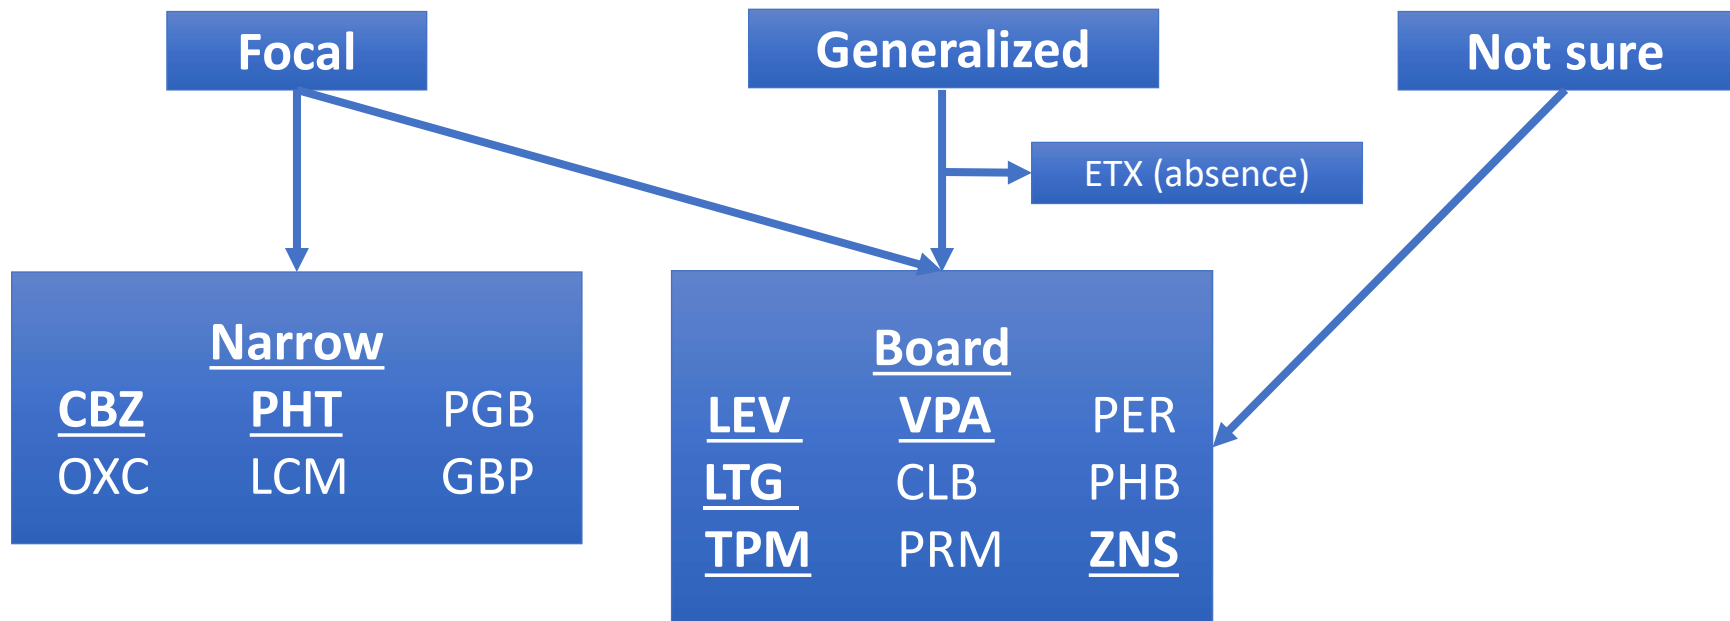 Focal
Generalized
Not sure
ETX (absence)
Narrow
CBZ PHT PGB
OXC LCM GBP
Board
LEV VPA PER
LTG CLB PHB
TPM PRM ZNS